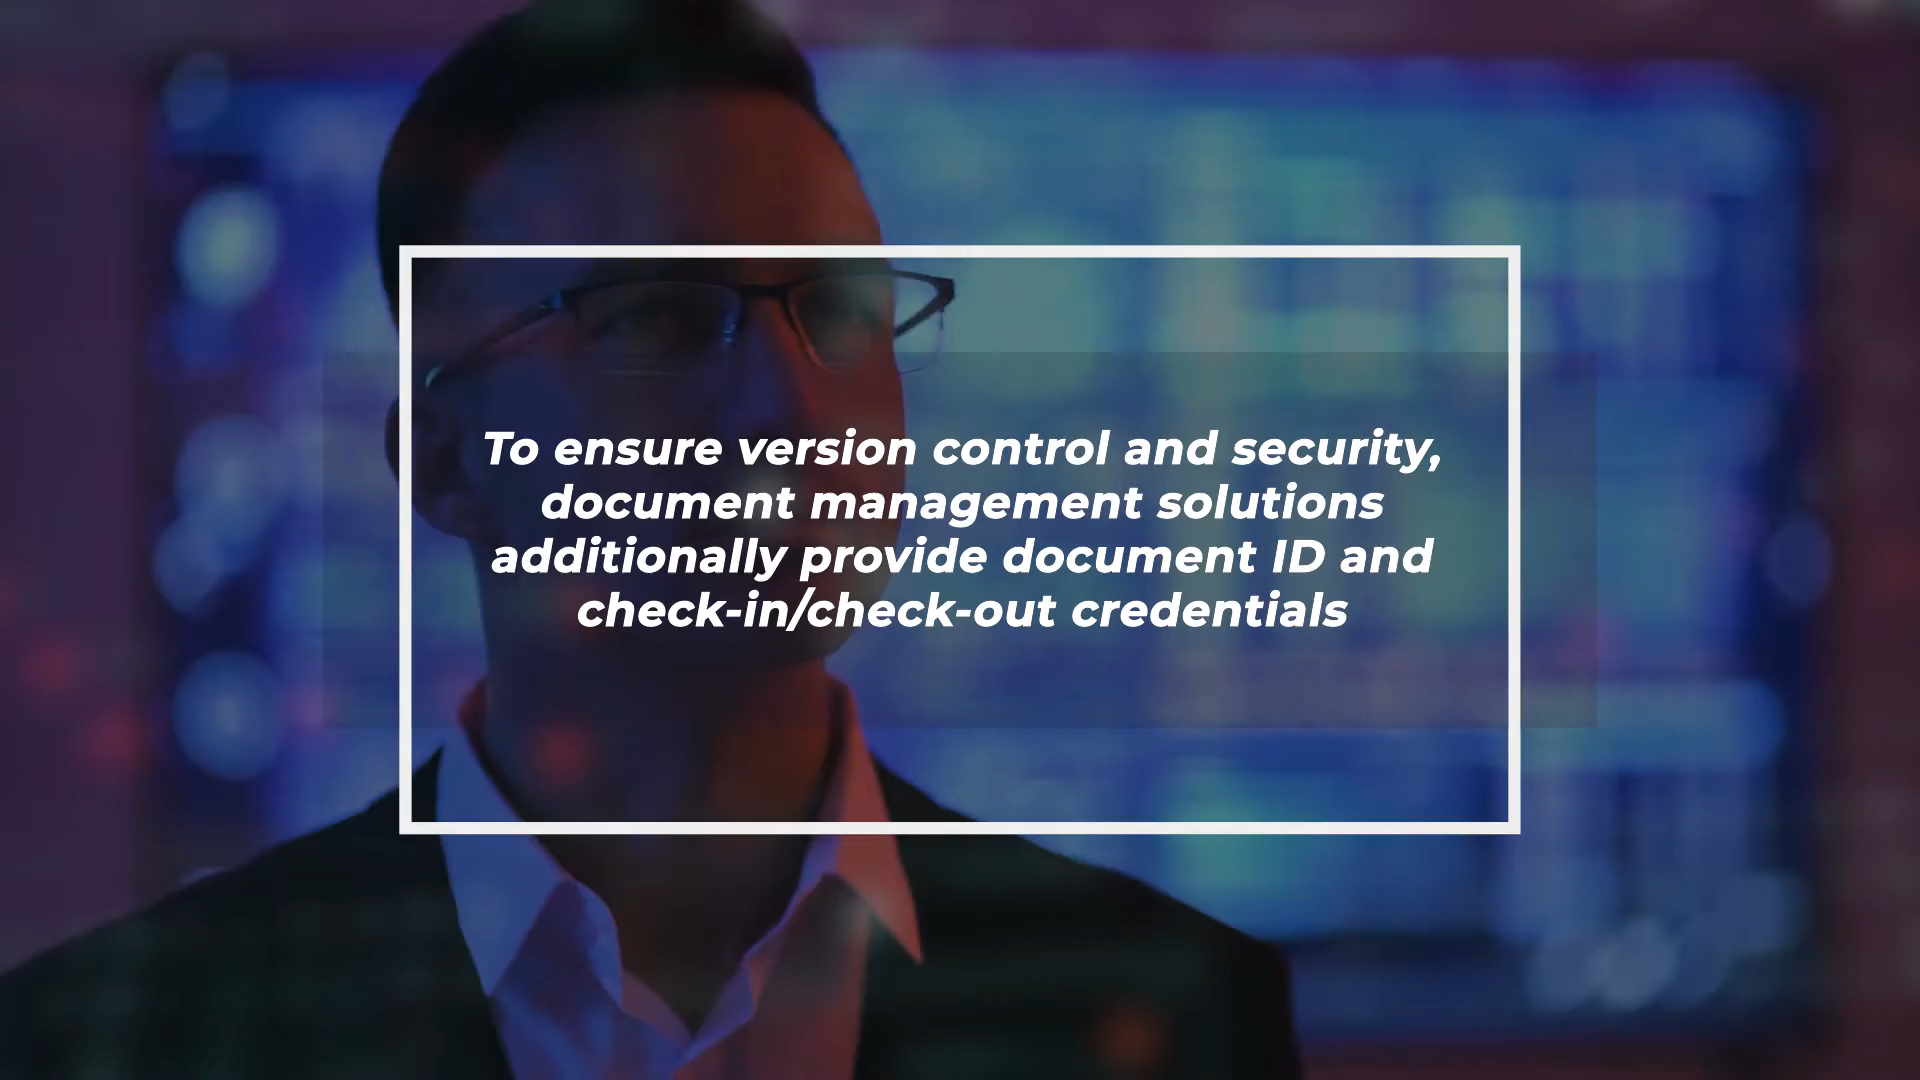 To ensure version control and security,
document management solutions
additionally provide document ID and
check-in/check-out credentials